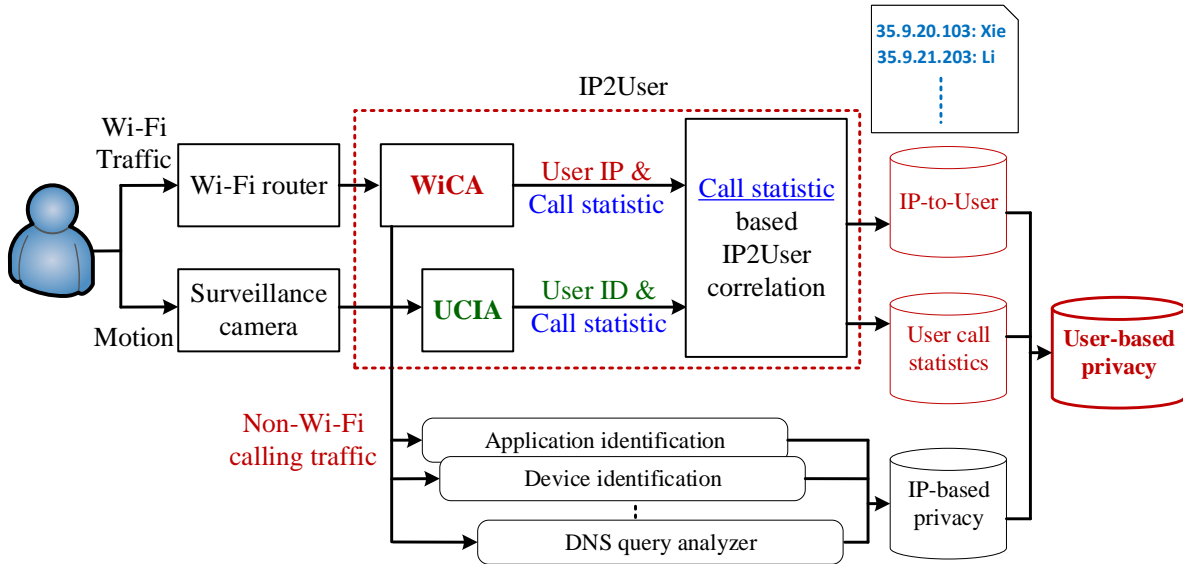 35.9.20.103: Xie
35.9.21.203: Li
IP2User
Wi-Fi
Traffic
Wi-Fi router
WiCA
User IP &
Call statistic
Call statistic
based
IP2User
correlation
IP-to-User
Surveillance
camera
Motion
UCIA
User ID &
Call statistic
User call
statistics
User-based
privacy
Non-Wi-Fi
calling traffic
Application identification
Device identification
DNS query analyzer
IP-based
privacy